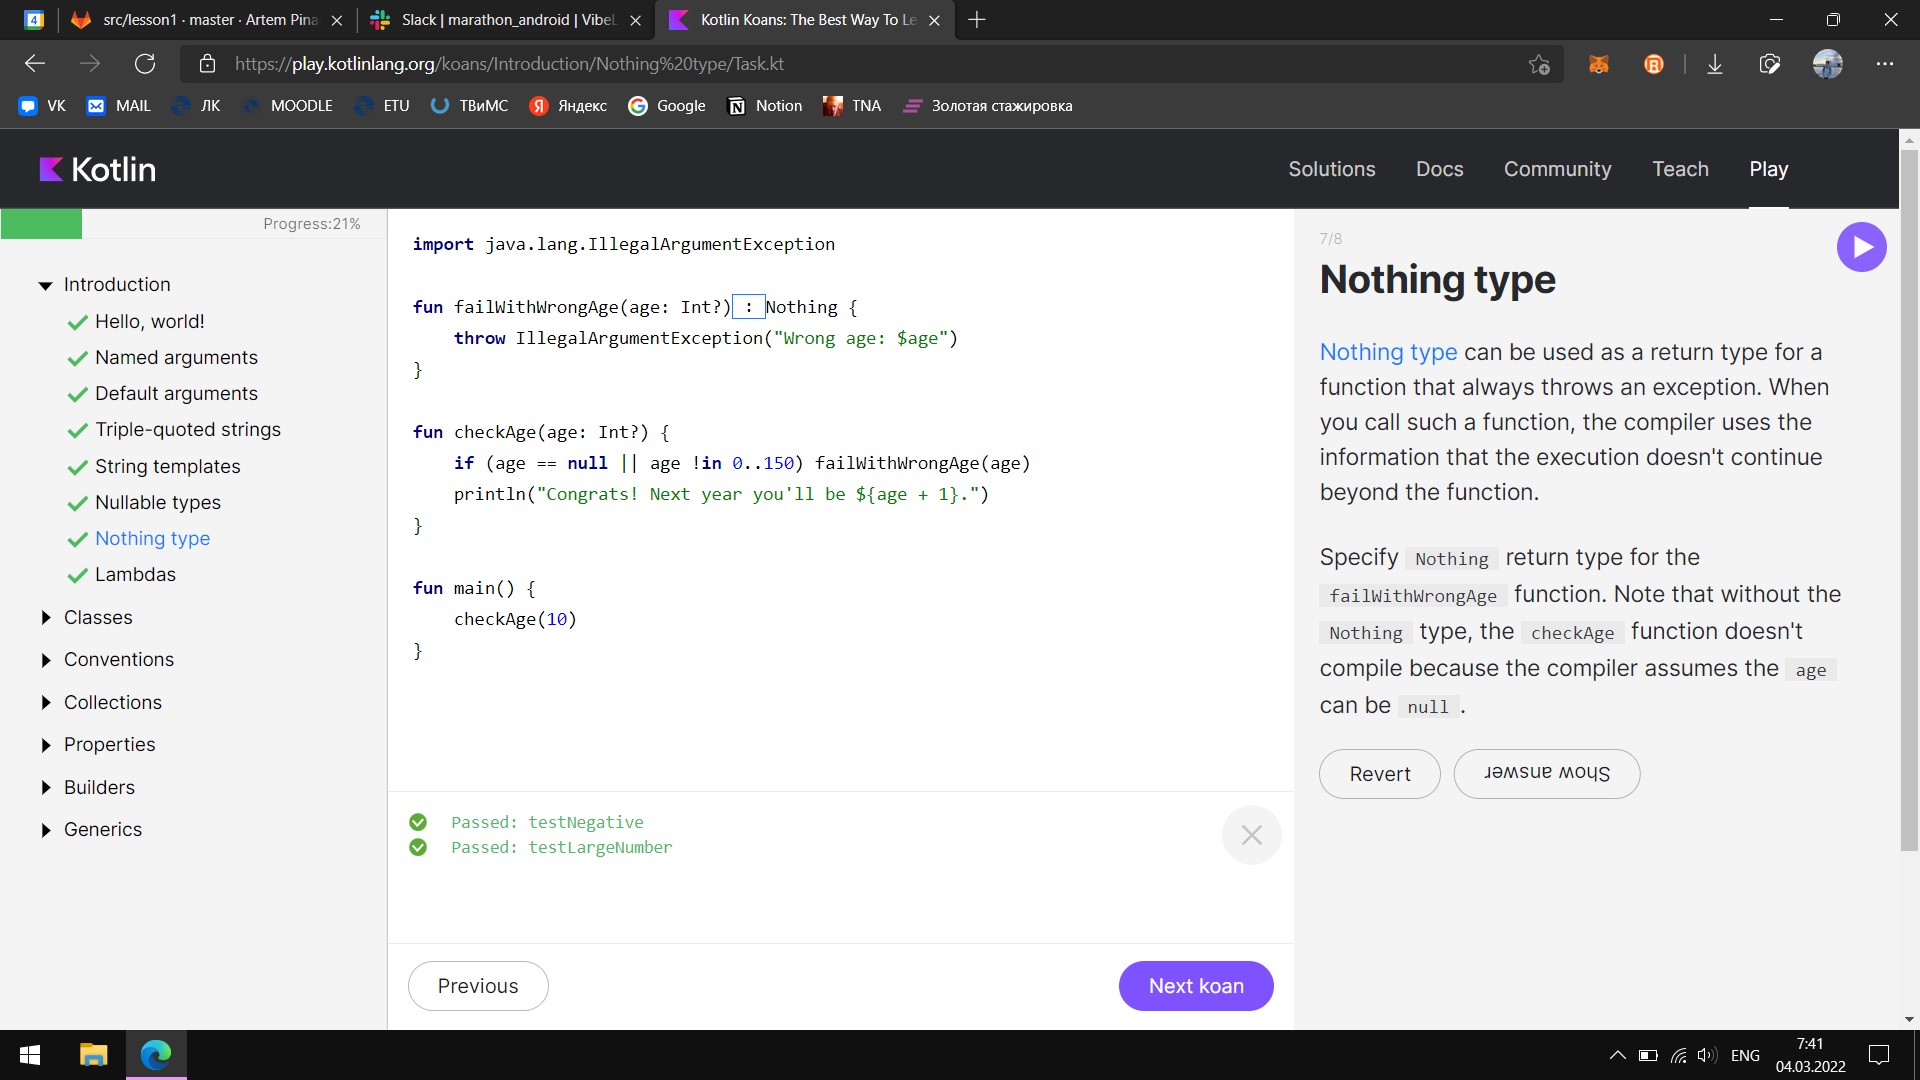 4
src/lesson1 · master · Artem Pina
Slack | marathon_android | VibeL
Kotlin Koans: The Best Way To Le
https://play.kotlinlang.org/koans/Introduction/Nothing%20type/Task.kt
VK
MAIL
ЛК
MOODLE
ETU
ТВиМС
Яндекс
Google
Notion
TNA
Золотая стажировка
Kotlin
Solutions
Docs
Community
Teach
Play
Progress:21%
Introduction
Hello, world!
Named arguments
Default arguments
Triple-quoted strings
String templates
Nullable types
Nothing type
Lambdas
Classes
Conventions
Collections
Properties
Builders
Generics
import java.lang.IllegalArgumentException
fun failWithWrongAge(age: Int?) : Nothing {
    throw IllegalArgumentException("Wrong age: $age")
}
fun checkAge(age: Int?) {
    if (age == null || age !in 0..150) failWithWrongAge(age)
    println("Congrats! Next year you'll be ${age + 1}.")
}
fun main() {
    checkAge(10)
}
Passed: testNegative
Passed: testLargeNumber
Previous
Next koan
7/8
Nothing type
Nothing type can be used as a return type for a
function that always throws an exception. When
you call such a function, the compiler uses the
information that the execution doesn't continue
beyond the function.
Specify Nothing return type for the
failWithWrongAge function. Note that without the
Nothing type, the checkAge function doesn't
compile because the compiler assumes the age
can be null .
Revert
Show answer
ENG
7:41
04.03.2022